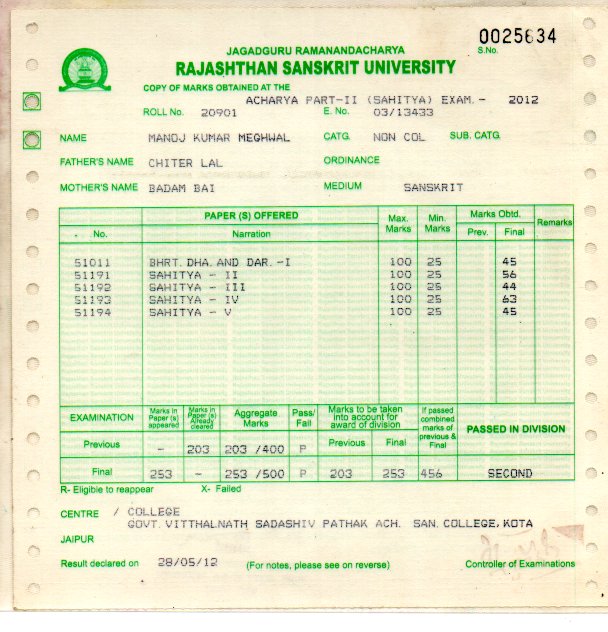 0025634
S.No.
JAGADGURU RAMANANDACHARYA
RAJASHTHAN SANSKRIT UNIVERSITY
COPY OF MARKS OBTAINED AT THE
ACHARYA PART-II (SAHITYA) EXAM.- 2012
ROLL No. 20901 E. No. 03/13433
NAME MANOJ KUMAR MEGHWAL CATG. NON COL SUB. CATG.
FATHER'S NAME CHITER LAL ORDINANCE
MOTHER'S NAME BADAM BAI MEDIUM SANSKRIT
PAPER (S) OFFERED Max. Marks Min. Marks Marks Obtd. Remarks
No. Narration Prev. Final
51011 BHRT. DHA. AND DAR. -I 100 25 45
51191 SAHITYA - II 100 25 56
51192 SAHITYA - III 100 25 44
51193 SAHITYA - IV 100 25 63
51194 SAHITYA - V 100 25 45
EXAMINATION Marks in Paper (s) appeared Marks in Paper (s) Already cleared Aggregate Marks Pass/ Fail Marks to be taken into account for award of division If passed combined marks of previous & Final PASSED IN DIVISION
Previous Final
Previous - 203 203 /400 P
Final 253 - 253 /500 P 203 253 456 SECOND
R- Eligible to reappear X- Failed
CENTRE / COLLEGE
GOVT. VITTHALNATH SADASHIV PATHAK ACH. SAN. COLLEGE, KOTA
JAIPUR
Result declared on 28/05/12 (For notes, please see on reverse) Controller of Examinations